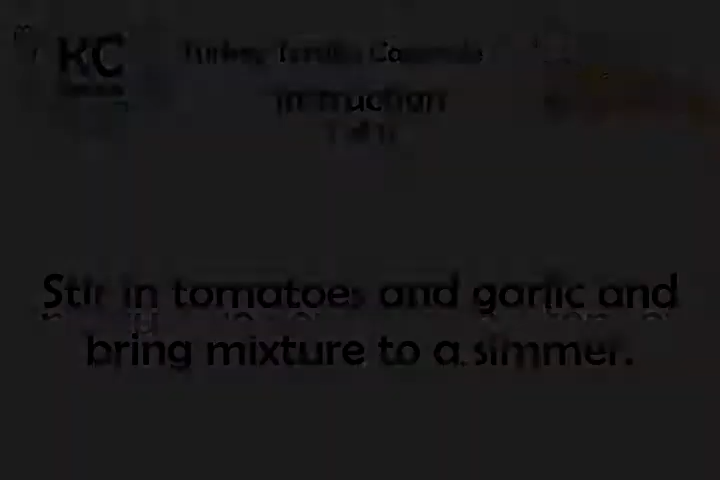 KC
Turkey Tortilla Casserole
Instruction
Stir in tomatoes and garlic and
bring mixture to a simmer.